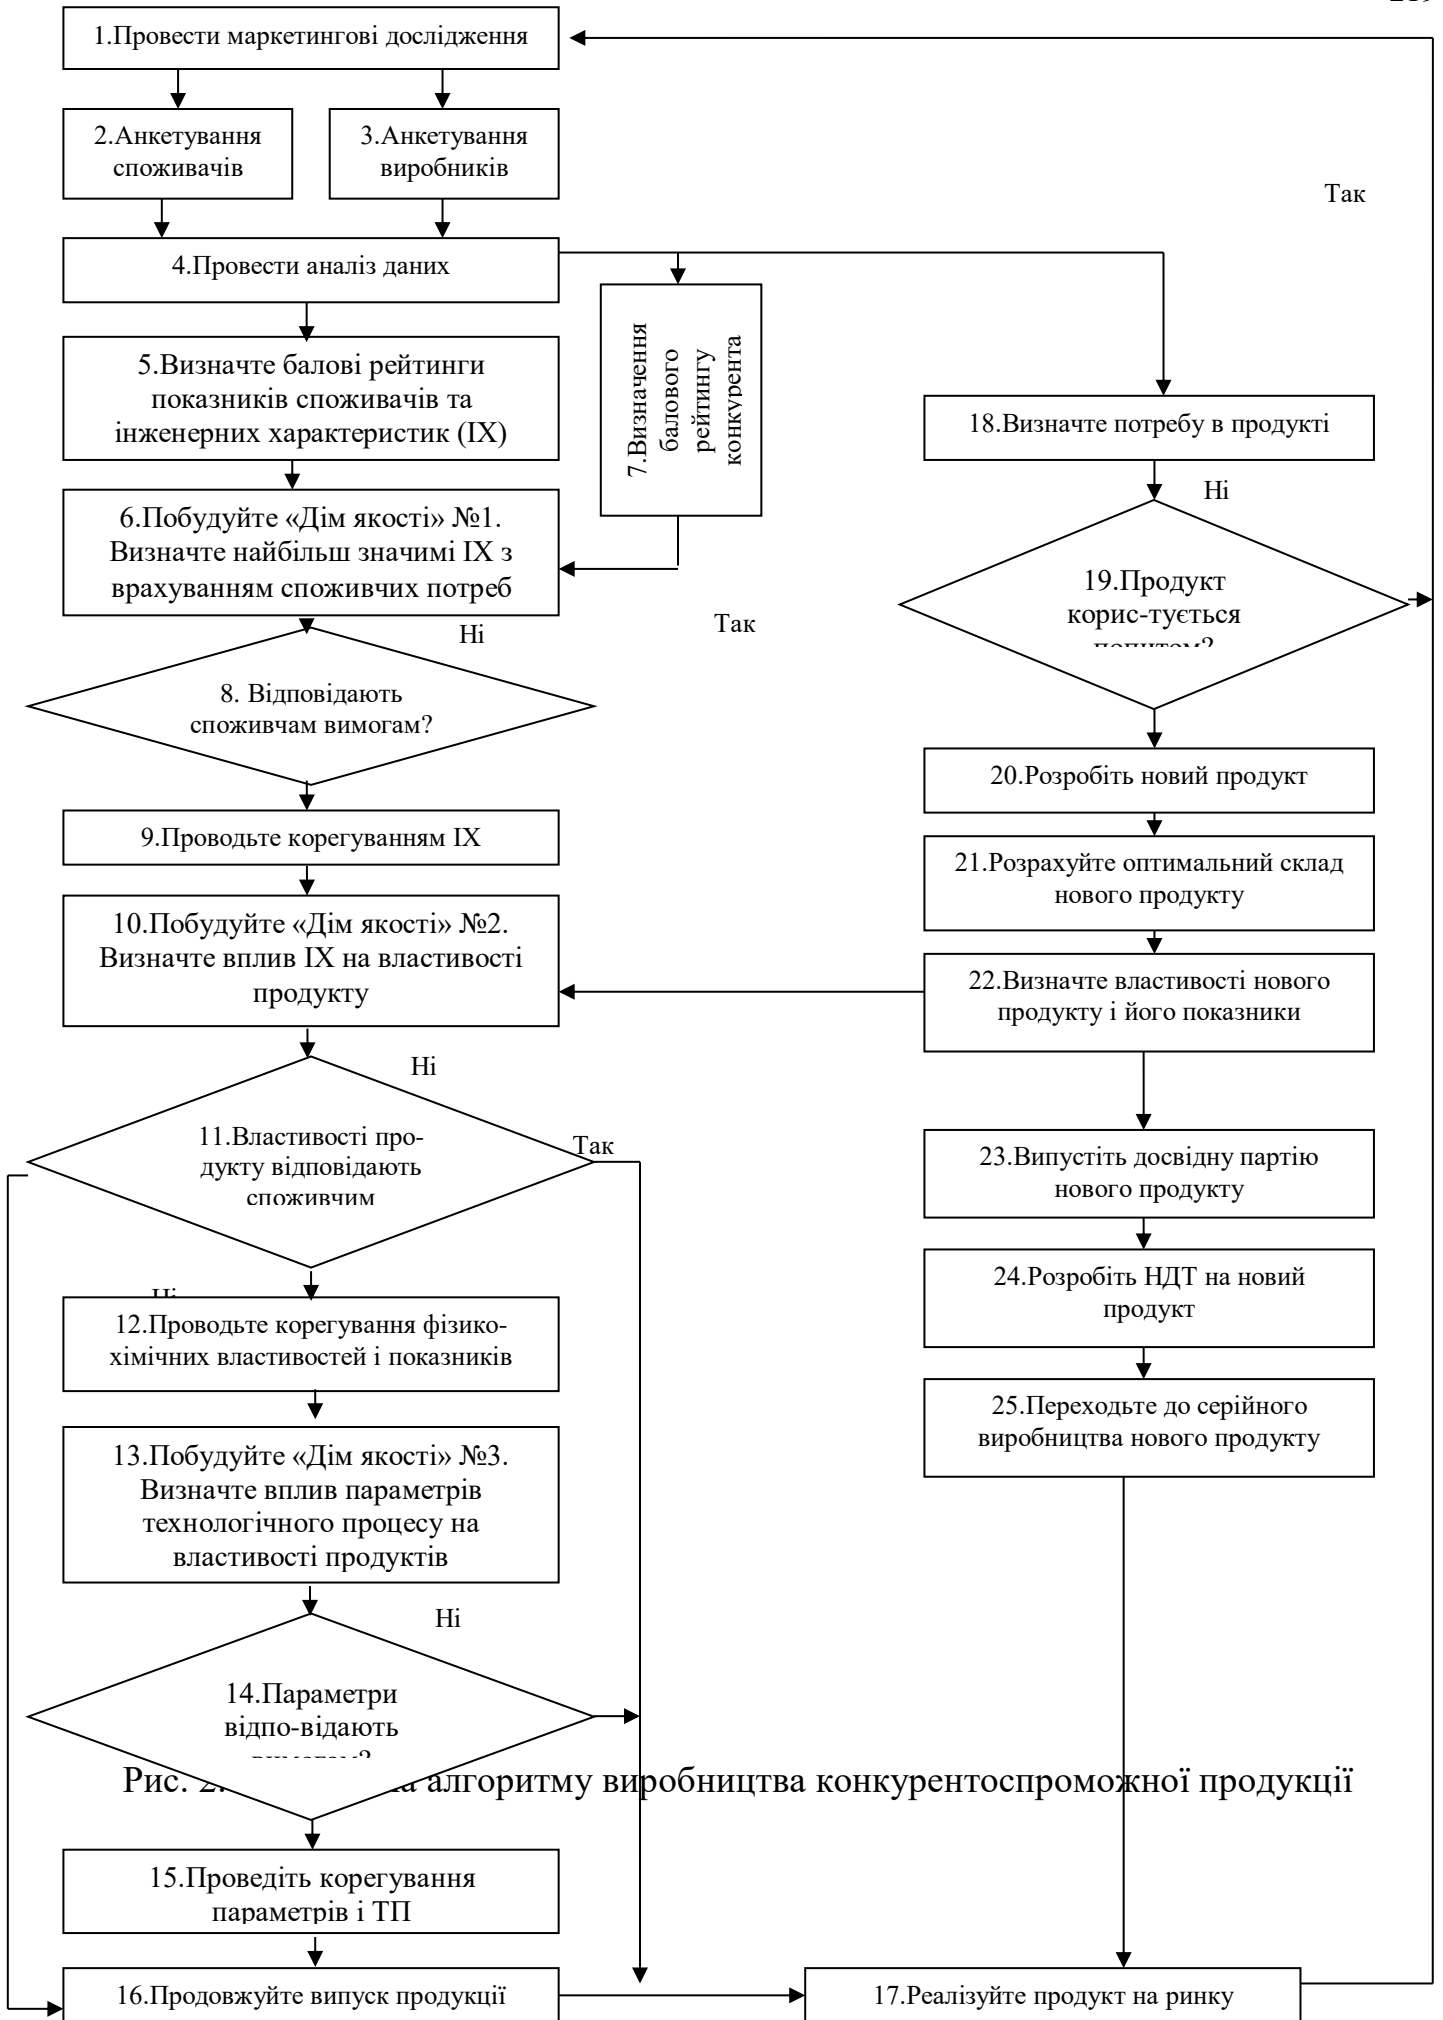 1.Провести маркетингові дослідження
2.Анкетування
споживачів
3.Анкетування
виробників
Так
4.Провести аналіз даних
5.Визначте балові рейтинги
показників споживачів та
інженерних характеристик (ІХ)
7.Визначення
балового
рейтингу
конкурента
18.Визначте потребу в продукті
Ні
6.Побудуйте «Дім якості» №1.
Визначте найбільш значимі ІХ з
врахуванням споживчих потреб
19.Продукт
корис-тується
попитом?
Ні
Так
8. Відповідають
споживчам вимогам?
20.Розробіть новий продукт
9.Проводьте корегуванням ІХ
21.Розрахуйте оптимальний склад
нового продукту
10.Побудуйте «Дім якості» №2.
Визначте вплив ІХ на властивості
продукту
22.Визначте властивості нового
продукту і його показники
Ні
11.Властивості про-
дукту відповідають
споживчим
Так
23.Випустіть досвідну партію
нового продукту
24.Розробіть НДТ на новий
продукт
Ні
12.Проводьте корегування фізико-
хімічних властивостей і показників
25.Переходьте до серійного
виробництва нового продукту
13.Побудуйте «Дім якості» №3.
Визначте вплив параметрів
технологічного процесу на
властивості продуктів
Ні
14.Параметри
відпо-відають
вимогам?
Рис. 2. алгоритму виробництва конкурентоспроможної продукції
15.Проведіть корегування
параметрів і ТП
16.Продовжуйте випуск продукції
17.Реалізуйте продукт на ринку